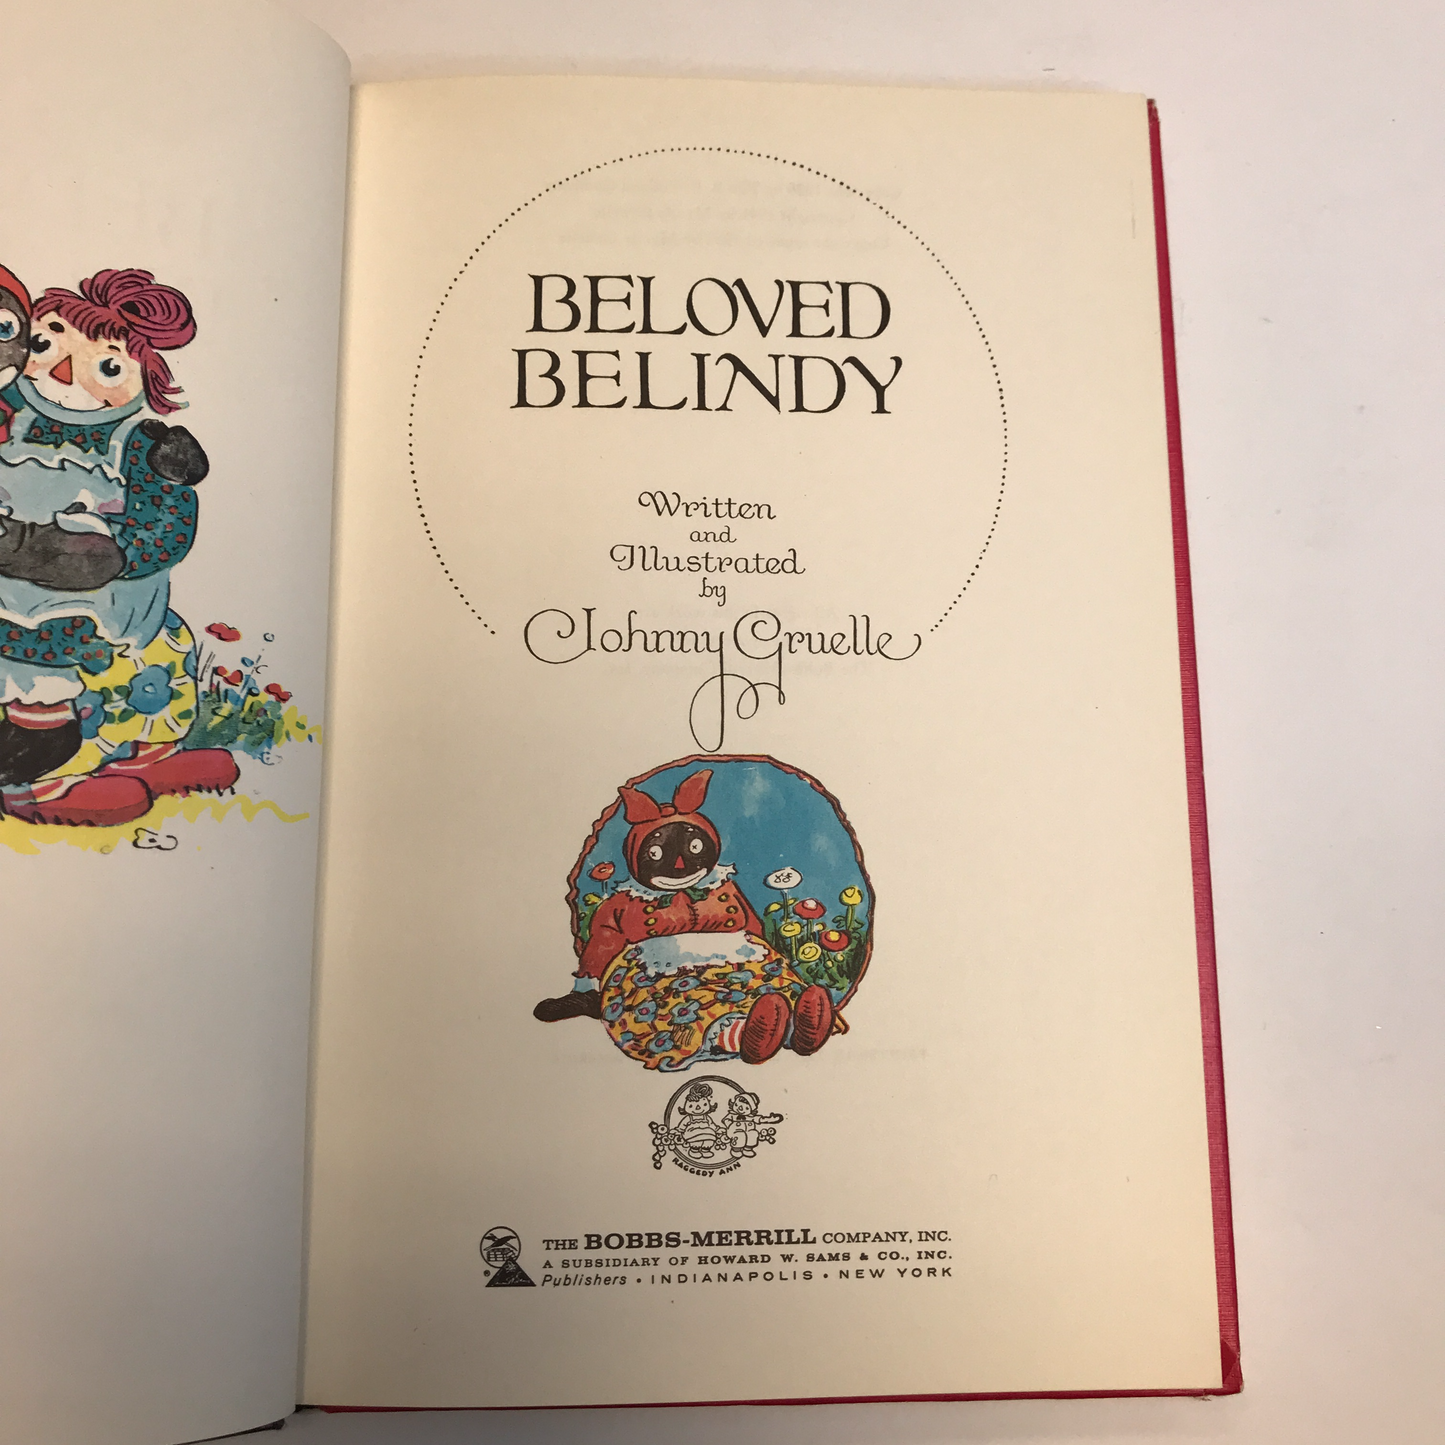 BELOVED
BELINDY
Written
and
Illustrated
by
Johnny Gruelle
RAGGEDY ANN
THE BOBBS-MERRILL COMPANY, INC.
A SUBSIDIARY OF HOWARD W. SAMS & CO., INC.
Publishers • INDIANAPOLIS • NEW YORK